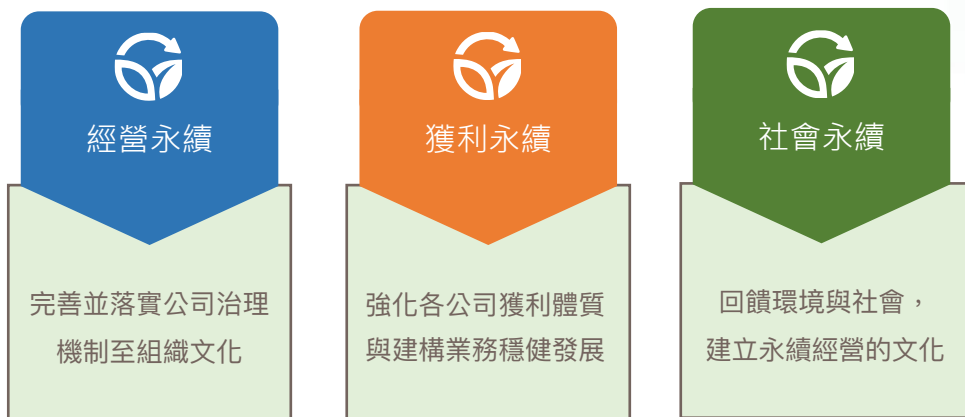 經營永續
完善並落實公司治理
機制至組織文化
獲利永續
強化各公司獲利體質
與建構業務穩健發展
社會永續
回饋環境與社會，
建立永續經營的文化